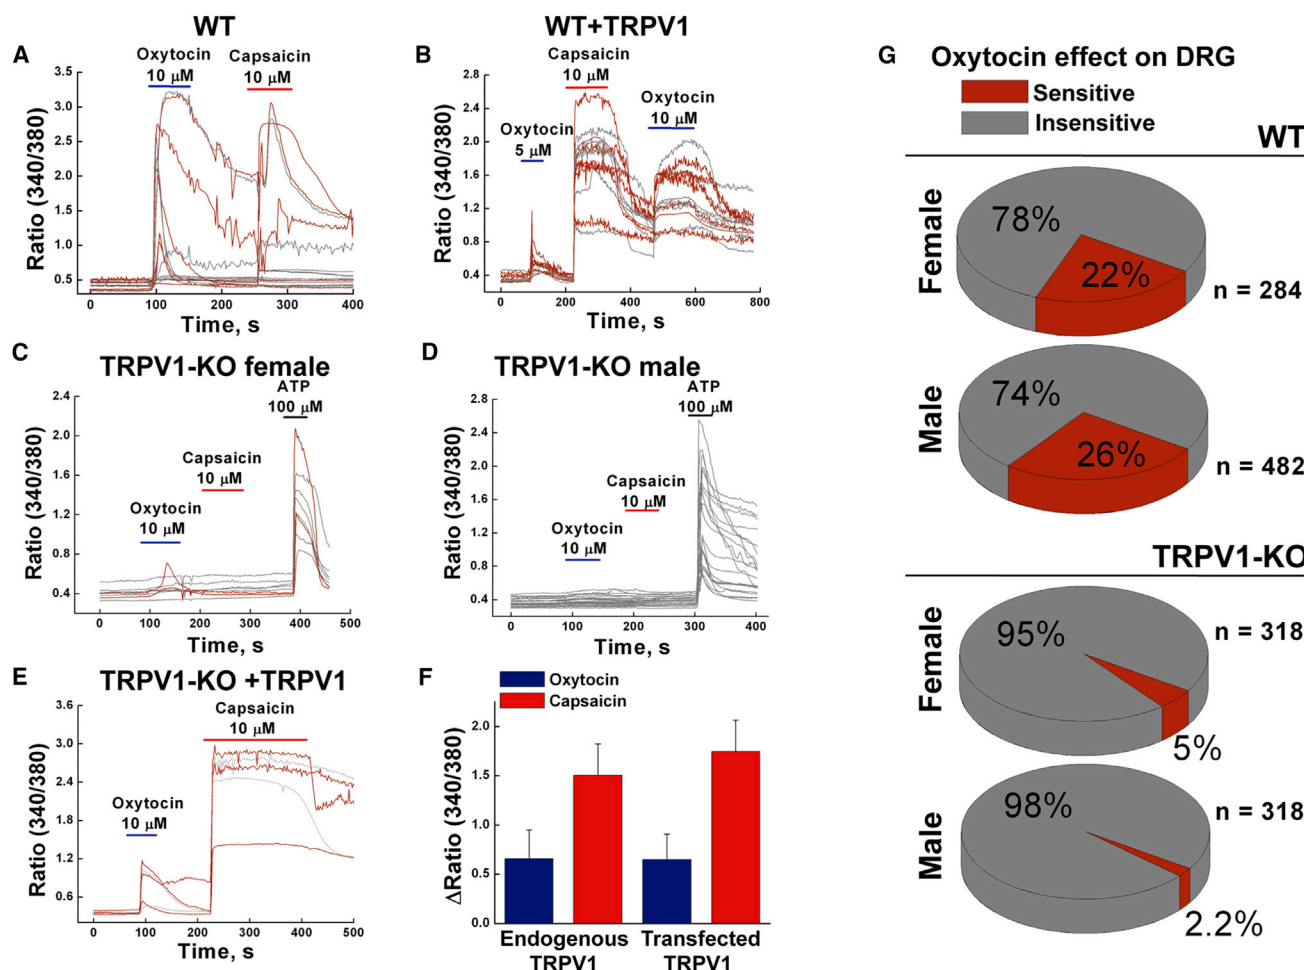 WT
A
Oxytocin
10 µM
Capsaicin
10 µM
3.5
3.0
2.5
2.0
1.5
1.0
0.5
Ratio (340/380)
0 100 200 300 400
Time, s
WT+TRPV1
B
Capsaicin
10 µM
Oxytocin
5 µM
Oxytocin
10 µM
2.8
2.4
2.0
1.6
1.2
0.8
0.4
Ratio (340/380)
0 200 400 600 800
Time, s
C
TRPV1-KO female
ATP
100 µM
Capsaicin
10 µM
Oxytocin
10 µM
2.4
2.0
1.6
1.2
0.8
0.4
Ratio (340/380)
0 100 200 300 400 500
Time, s
D
TRPV1-KO male
ATP
100 µM
Capsaicin
10 µM
Oxytocin
10 µM
2.8
2.4
2.0
1.6
1.2
0.8
0.4
Ratio (340/380)
0 100 200 300 400
Time, s
E
TRPV1-KO +TRPV1
Capsaicin
10 µM
Oxytocin
10 µM
3.6
3.0
2.4
1.8
1.2
0.6
Ratio (340/380)
0 100 200 300 400 500
Time, s
F
Oxytocin
Capsaicin
2.0
1.5
1.0
0.5
0.0
ΔRatio (340/380)
Endogenous
TRPV1
Transfected
TRPV1
G
Oxytocin effect on DRG
Sensitive
Insensitive
WT
Female
78%
22%
n = 284
Male
74%
26%
n = 482
TRPV1-KO
Female
95%
5%
n = 318
Male
98%
2.2%
n = 318